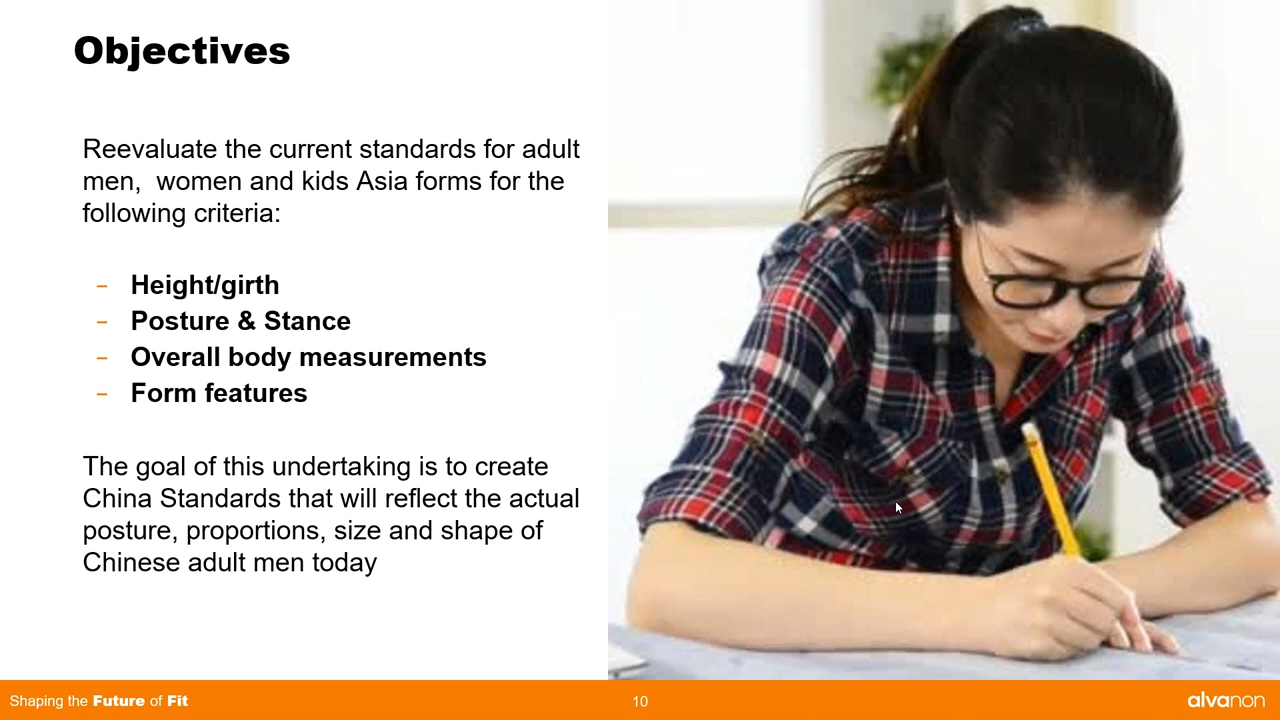 Objectives
Reevaluate the current standards for adult
men,  women and kids Asia forms for the
following criteria:
– Height/girth
– Posture & Stance
– Overall body measurements
– Form features
The goal of this undertaking is to create
China Standards that will reflect the actual
posture, proportions, size and shape of
Chinese adult men today
Shaping the Future of Fit
10
alvanon